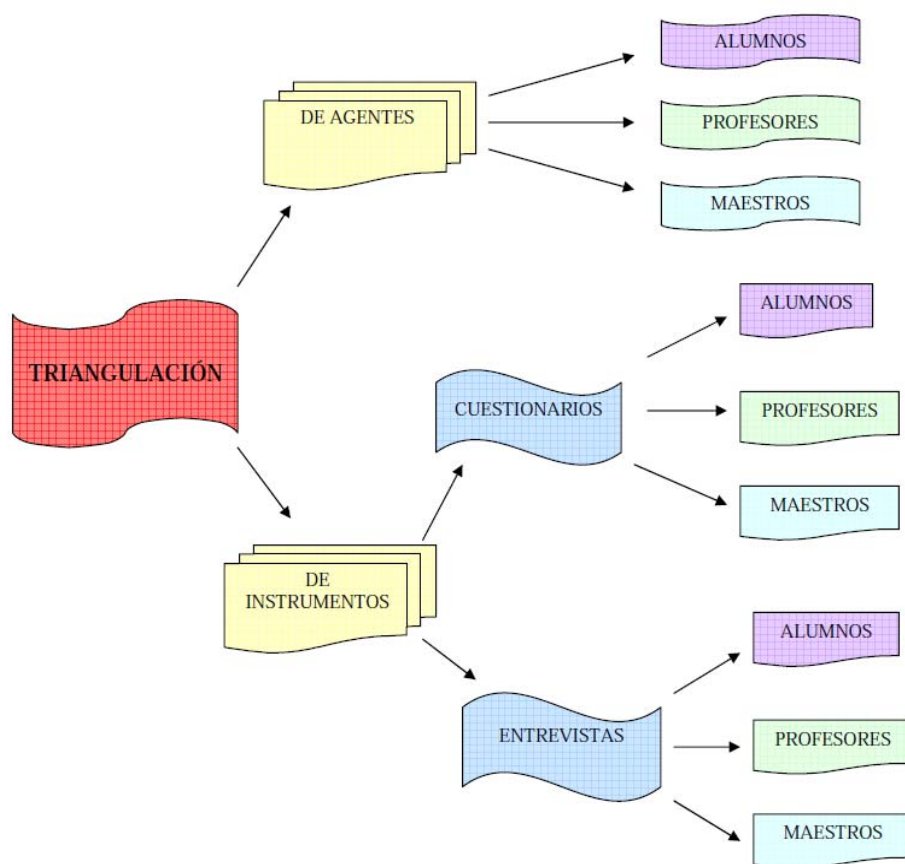 ALUMNOS
DE AGENTES
PROFESORES
MAESTROS
TRIANGULACIÓN
ALUMNOS
CUESTIONARIOS
PROFESORES
MAESTROS
DE
INSTRUMENTOS
ALUMNOS
ENTREVISTAS
PROFESORES
MAESTROS